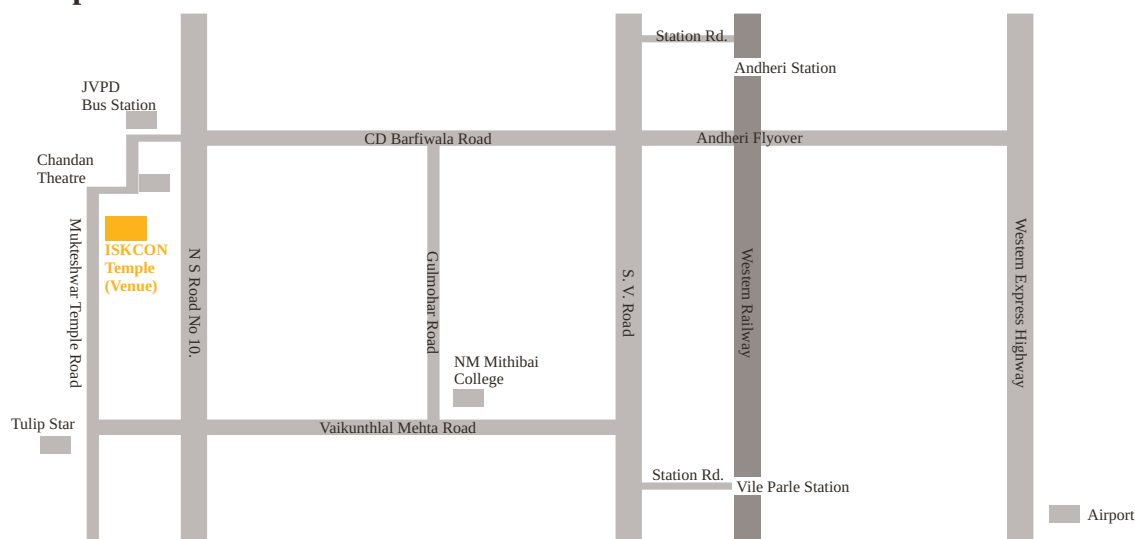 Station Rd.
Andheri Station
JVPD
Bus Station
CD Barfiwala Road
Andheri Flyover
Chandan
Theatre
Mukteshwar Temple Road
ISKCON
Temple
(Venue)
N S Road No 10.
Gulmohar Road
S. V. Road
Western Railway
Western Express Highway
NM Mithibai
College
Tulip Star
Vaikunthlal Mehta Road
Station Rd.
Vile Parle Station
Airport